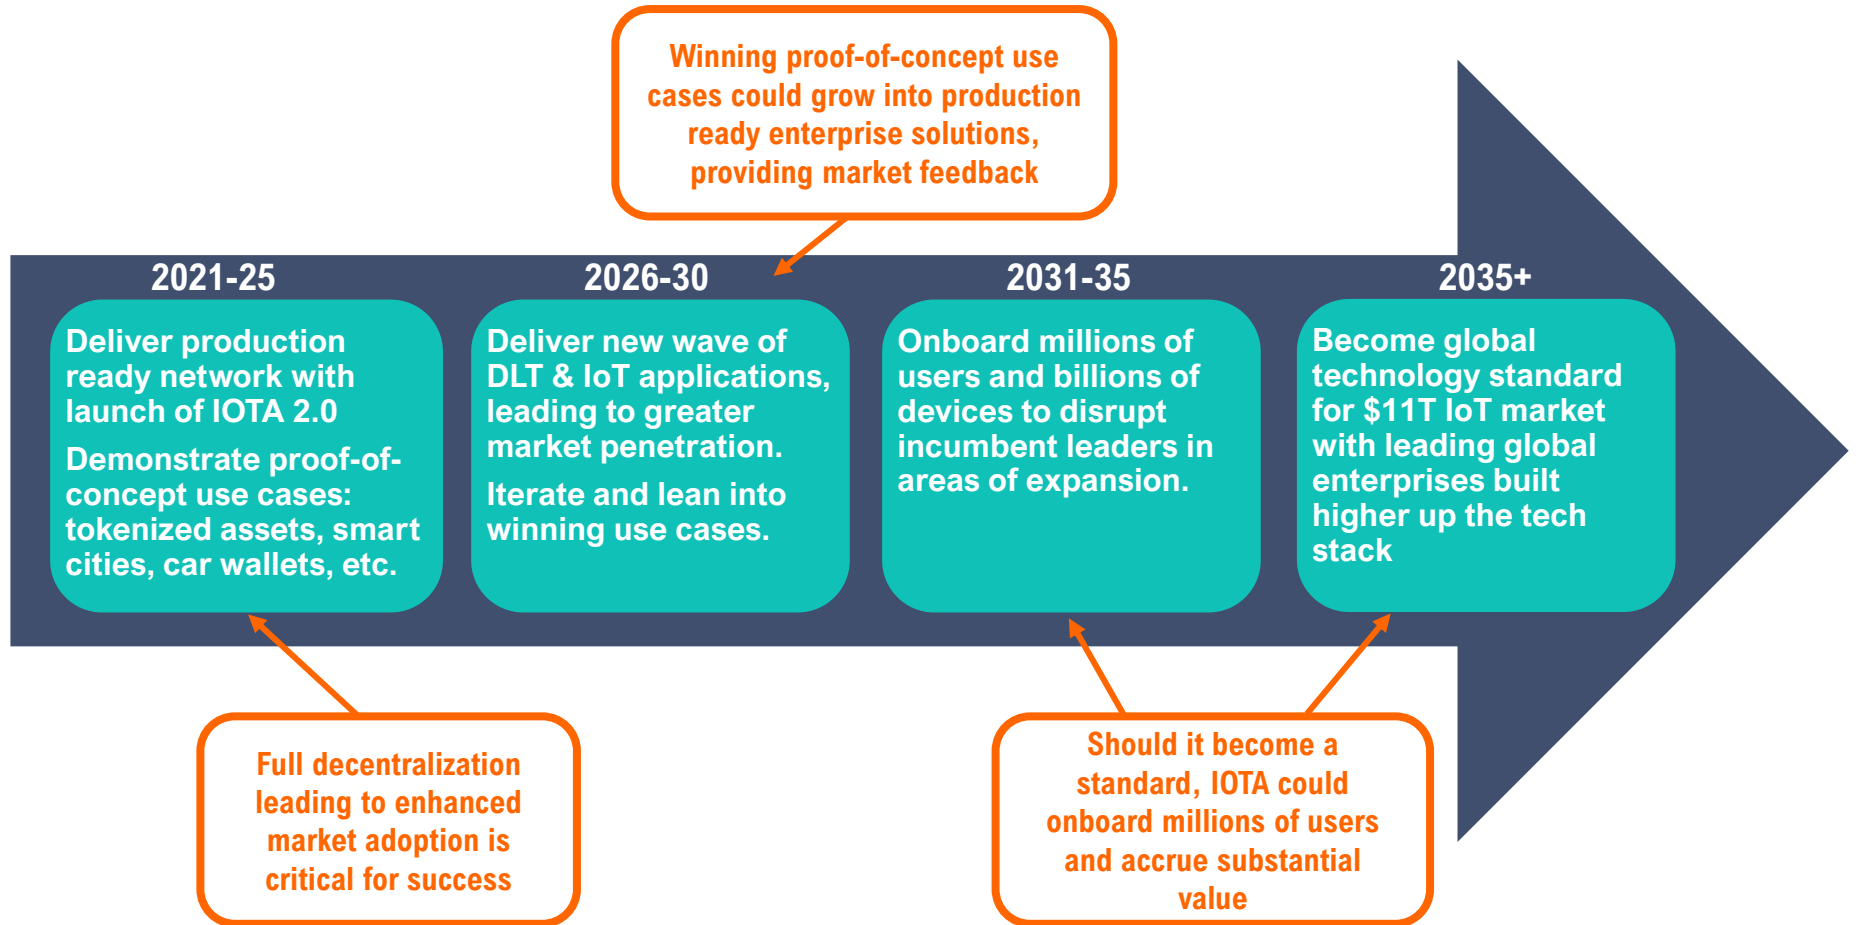 Winning proof-of-concept use
cases could grow into production
ready enterprise solutions,
providing market feedback
2021-25
Deliver production
ready network with
launch of IOTA 2.0
Demonstrate proof-of-
concept use cases:
tokenized assets, smart
cities, car wallets, etc.
2026-30
Deliver new wave of
DLT & IoT applications,
leading to greater
market penetration.
Iterate and lean into
winning use cases.
2031-35
Onboard millions of
users and billions of
devices to disrupt
incumbent leaders in
areas of expansion.
2035+
Become global
technology standard
for $11T IoT market
with leading global
enterprises built
higher up the tech
stack
Full decentralization
leading to enhanced
market adoption is
critical for success
Should it become a
standard, IOTA could
onboard millions of users
and accrue substantial
value